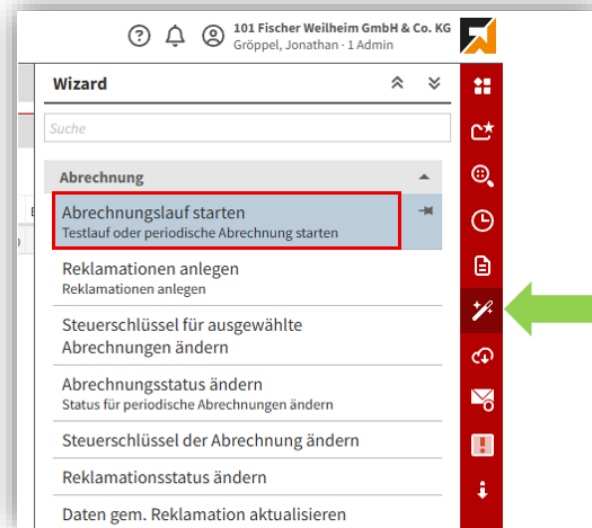 101 Fischer Weilheim GmbH & Co. KG
Gröppel, Jonathan · 1 Admin
Wizard
Suche
Abrechnung
Abrechnungslauf starten
Testlauf oder periodische Abrechnung starten
Reklamationen anlegen
Reklamationen anlegen
Steuerschlüssel für ausgewählte
Abrechnungen ändern
Abrechnungsstatus ändern
Status für periodische Abrechnungen ändern
Steuerschlüssel der Abrechnung ändern
Reklamationsstatus ändern
Daten gem. Reklamation aktualisieren